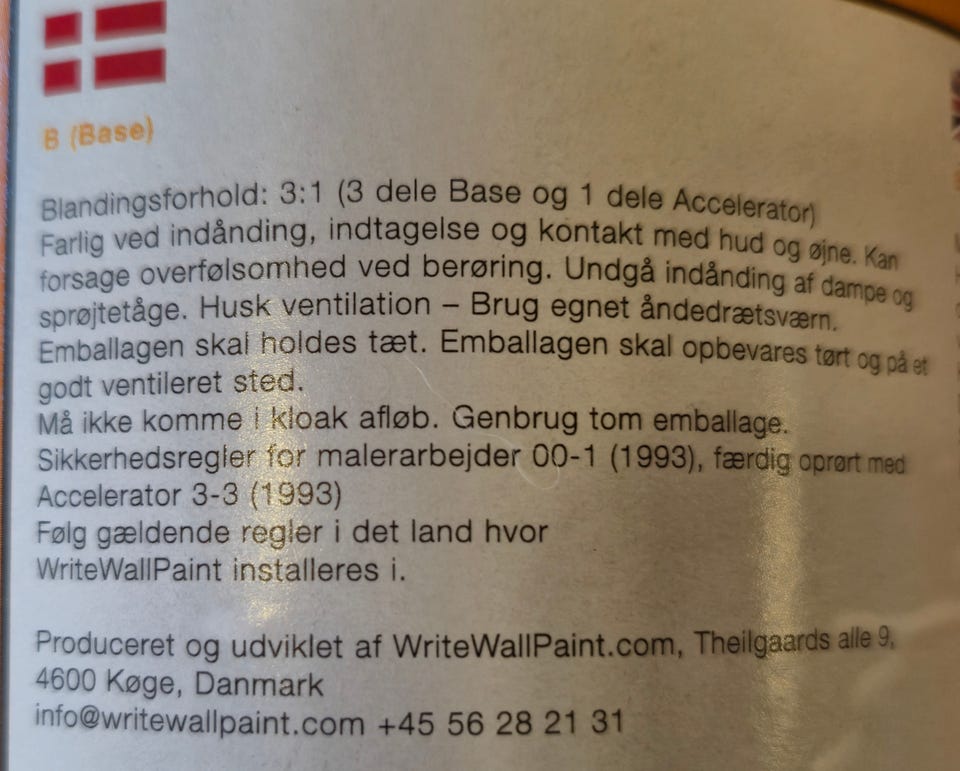 B (Base)
Blandingsforhold: 3:1 (3 dele Base og 1 dele Accelerator)
Farlig ved indånding, indtagelse og kontakt med hud og øjne. Kan
forsage overfølsomhed ved berøring. Undgå indånding af dampe og
sprøjtetåge. Husk ventilation – Brug egnet åndedrætsværn.
Emballagen skal holdes tæt. Emballagen skal opbevares tørt og på et
godt ventileret sted.
Må ikke komme i kloak afløb. Genbrug tom emballage.
Sikkerhedsregler for malerarbejder 00-1 (1993), færdig oprørt med
Accelerator 3-3 (1993)
Følg gældende regler i det land hvor
WriteWallPaint installeres i.
Produceret og udviklet af WriteWallPaint.com, Theilgaards alle 9,
4600 Køge, Danmark
info@writewallpaint.com +45 56 28 21 31